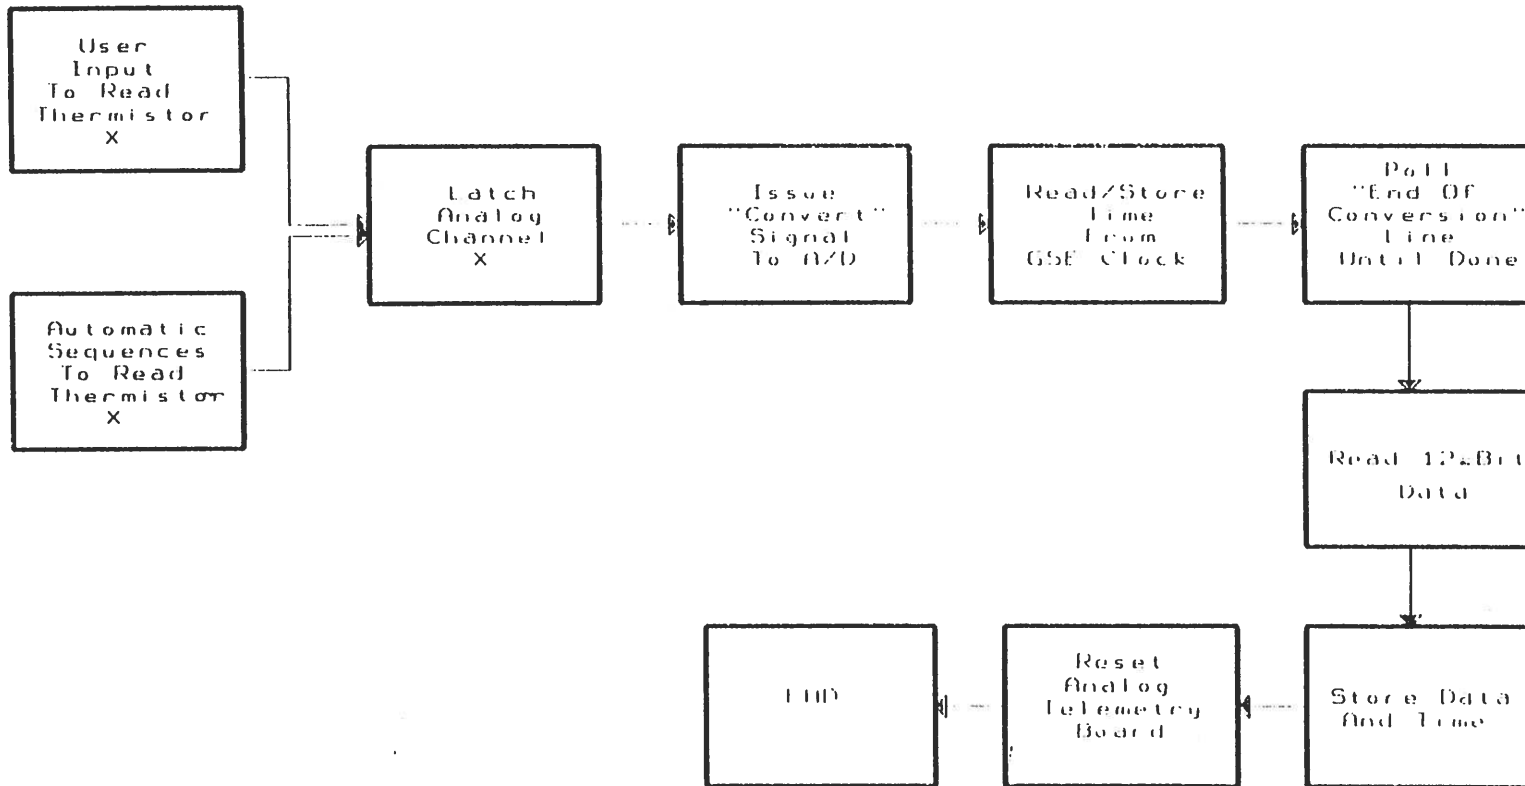 User
Input
To Read
Thermistor
X
Automatic
Sequences
To Read
Thermistor
X
Latch
Analog
Channel
X
Issue
"Convert"
Signal
To A/D
Read/Store
Time
From
GSE Clock
Poll
"End Of
Conversion"
Line
Until Done
Read 12-Bit
Data
Store Data
And Time
Reset
Analog
Telemetry
Board
END